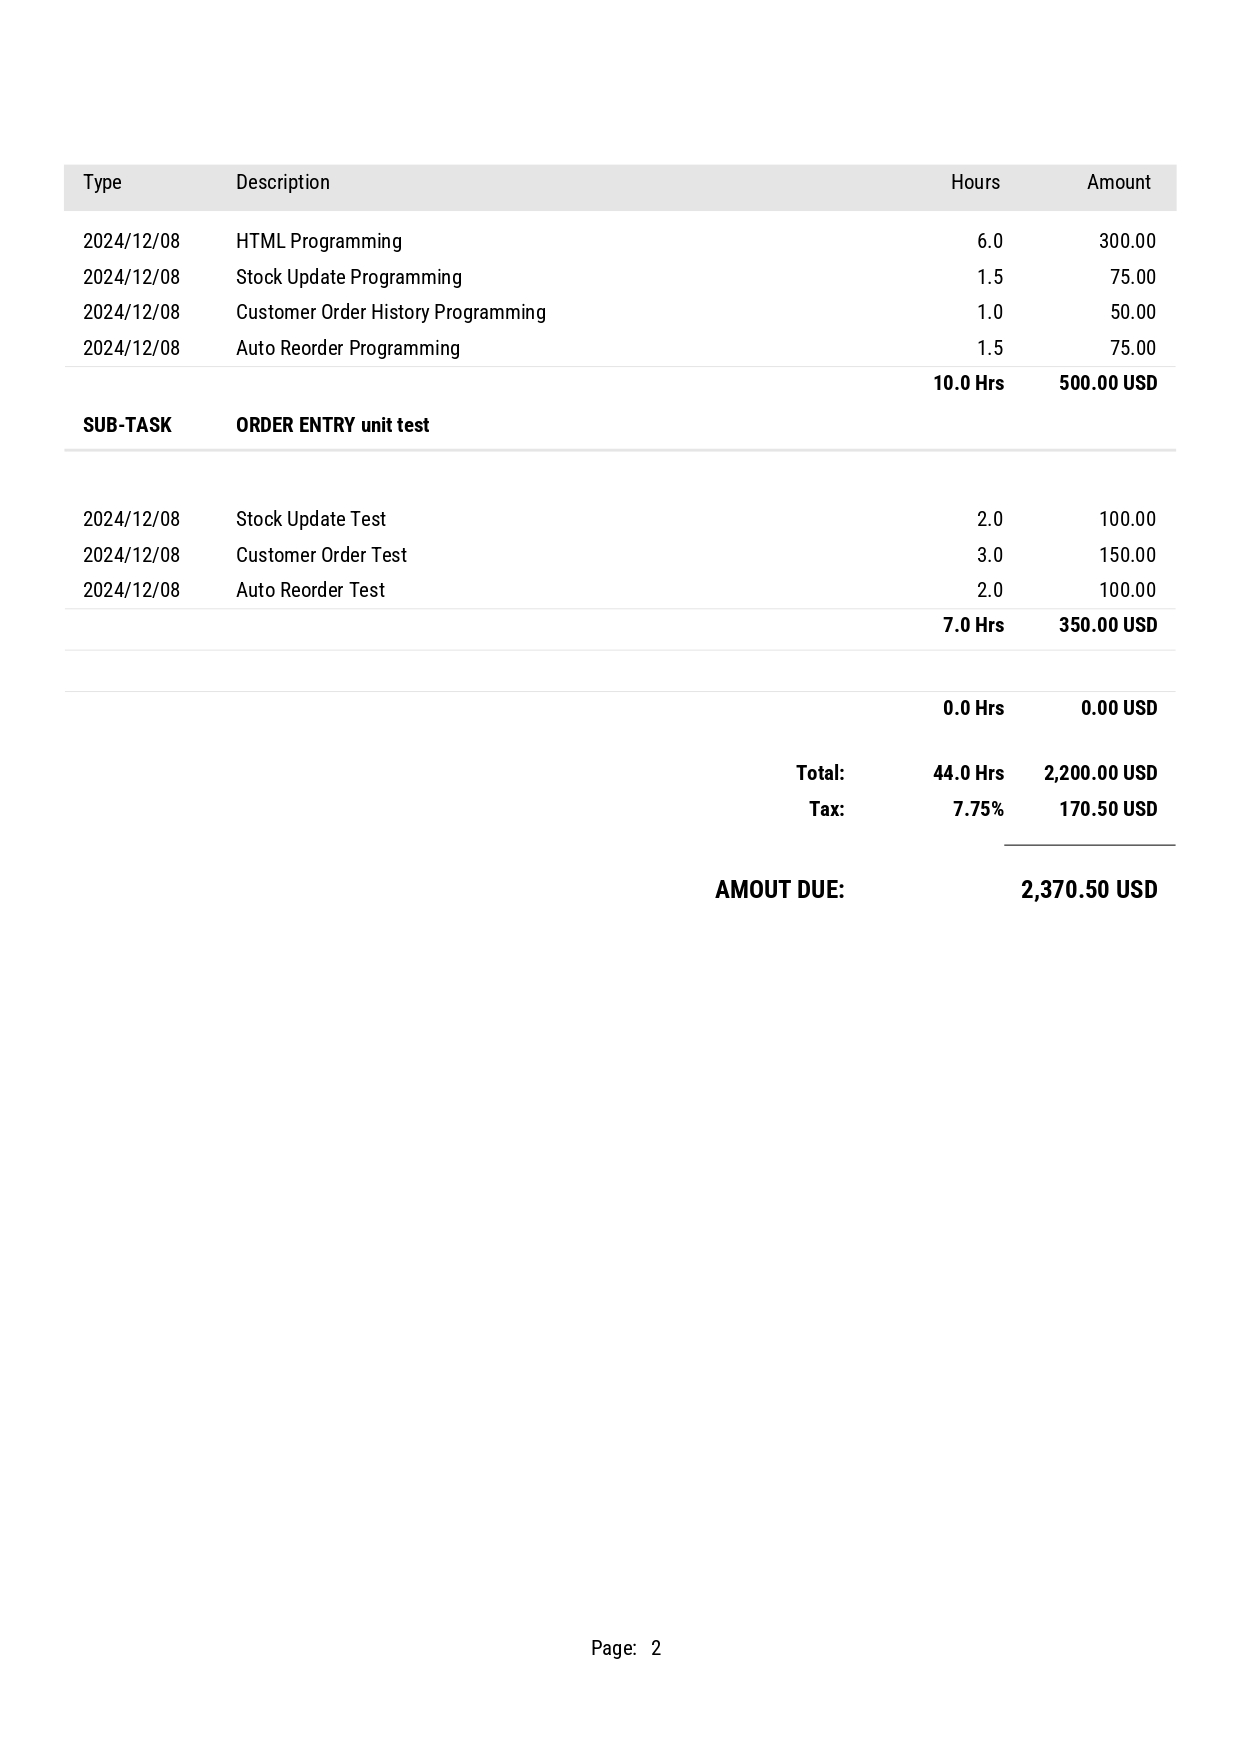 Type Description Hours Amount
2024/12/08 HTML Programming 6.0 300.00
2024/12/08 Stock Update Programming 1.5 75.00
2024/12/08 Customer Order History Programming 1.0 50.00
2024/12/08 Auto Reorder Programming 1.5 75.00
10.0 Hrs 500.00 USD
SUB-TASK ORDER ENTRY unit test
2024/12/08 Stock Update Test 2.0 100.00
2024/12/08 Customer Order Test 3.0 150.00
2024/12/08 Auto Reorder Test 2.0 100.00
7.0 Hrs 350.00 USD
0.0 Hrs 0.00 USD
Total: 44.0 Hrs 2,200.00 USD
Tax: 7.75% 170.50 USD
AMOUT DUE: 2,370.50 USD
Page: 2